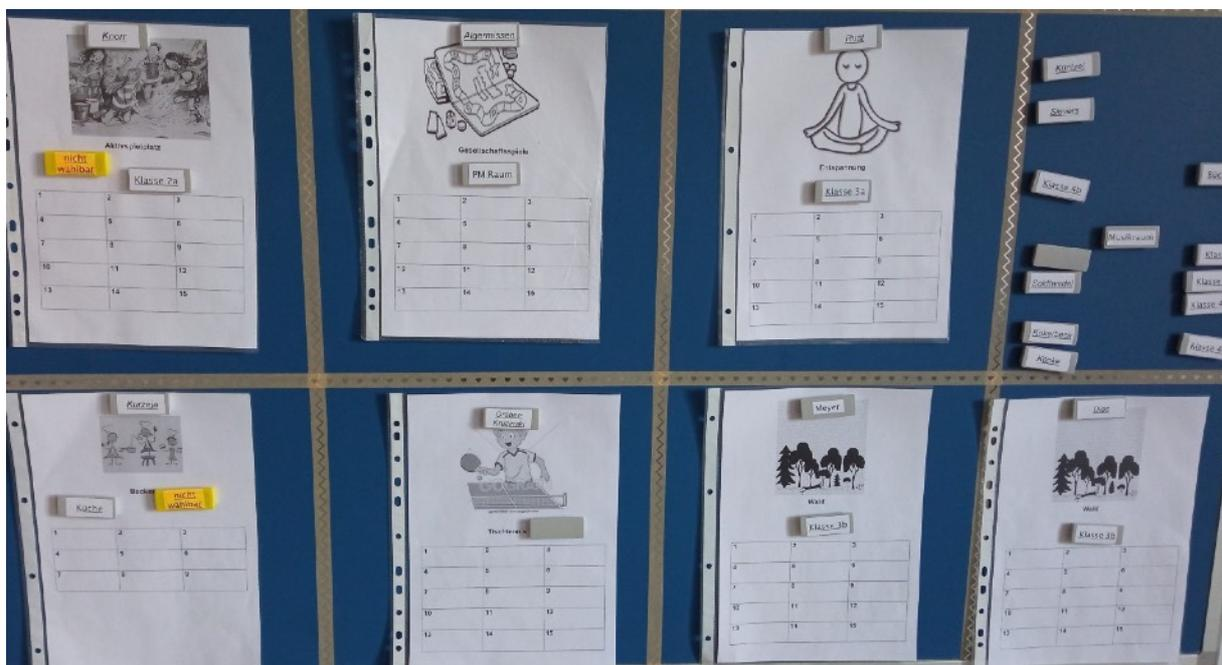 Knorr
Aktivspielplatz
nicht
wählbar
Klasse 2a
1 2 3
4 5 6
7 8 9
10 11 12
13 14 15
Algermissen
Gesellschaftsspiele
PM Raum
1 2 3
4 5 6
7 8 9
10 11 12
13 14 15
Entspannung
Klasse 3a
1 2 3
4 5 6
7 8 9
10 11 12
13 14 15
Künzel
Sievers
Klasse 4b
Musikraum
Küche
Klasse
Klasse 4
Klasse 4
Backen
nicht
wählbar
Küche
1 2 3
4 5 6
7 8 9
Tischtennis
1 2 3
4 5 6
7 8 9
10 11 12
13 14 15
Meyer
Wald
Klasse 3b
1 2 3
4 5 6
7 8 9
10 11 12
13 14 15
Wald
Klasse 3b
1 2 3
4 5 6
7 8 9
10 11 12
13 14 15